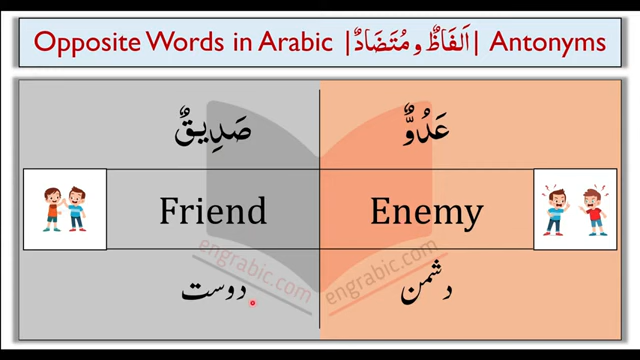 Opposite Words in Arabic |اَلفَاظٌ و مُتَضَادٌ| Antonyms
صَدِيقٌ
عَدُوٌّ
Friend
Enemy
engrabic.com
engrabic.com
دوست
دشمن